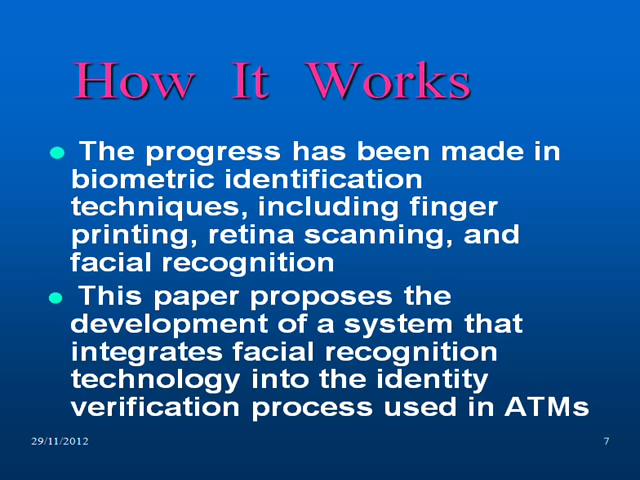 How It Works
The progress has been made in
biometric identification
techniques, including finger
printing, retina scanning, and
facial recognition
This paper proposes the
development of a system that
integrates facial recognition
technology into the identity
verification process used in ATMs
29/11/2012
7